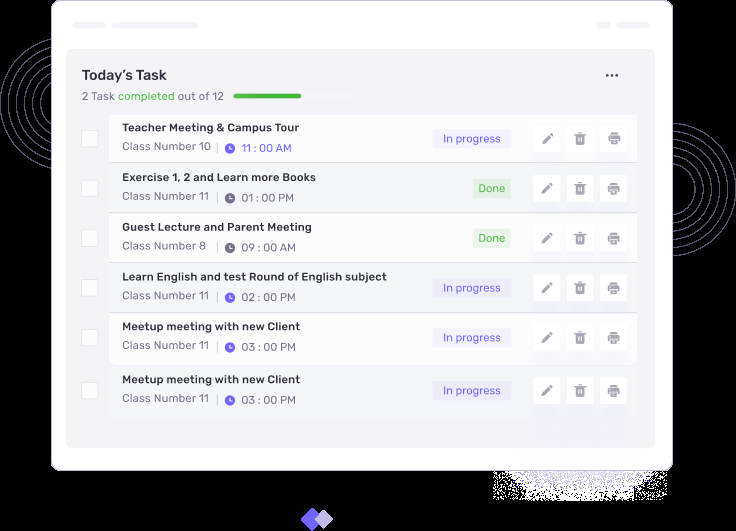 Today's Task
2 Task completed out of 12
Teacher Meeting & Campus Tour
Class Number 10 | 11 : 00 AM
In progress
Exercise 1, 2 and Learn more Books
Class Number 11 | 01 : 00 PM
Done
Guest Lecture and Parent Meeting
Class Number 8 | 09 : 00 AM
Done
Learn English and test Round of English subject
Class Number 11 | 02 : 00 PM
In progress
Meetup meeting with new Client
Class Number 11 | 03 : 00 PM
In progress
Meetup meeting with new Client
Class Number 11 | 03 : 00 PM
In progress